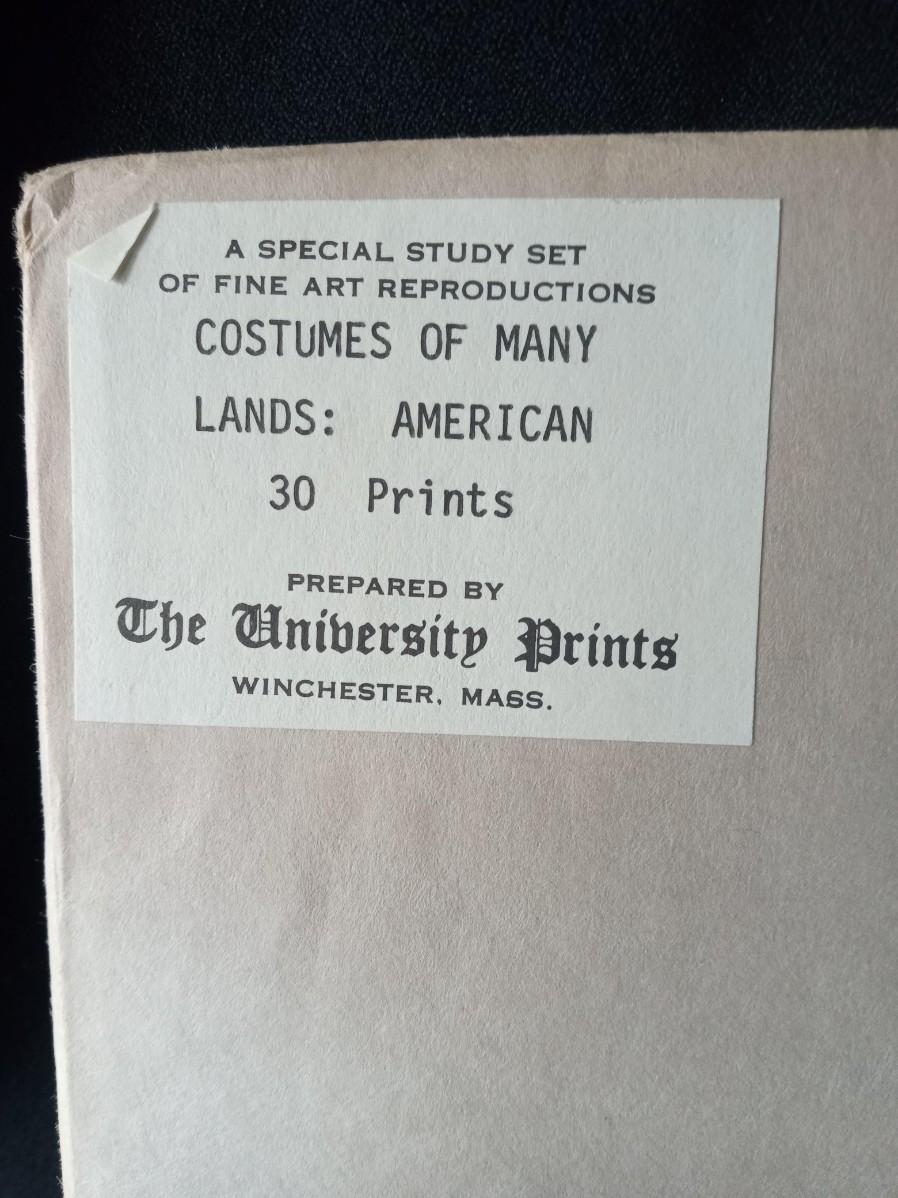 A SPECIAL STUDY SET
OF FINE ART REPRODUCTIONS
COSTUMES OF MANY
LANDS: AMERICAN
30 Prints
PREPARED BY
The University Prints
WINCHESTER, MASS.